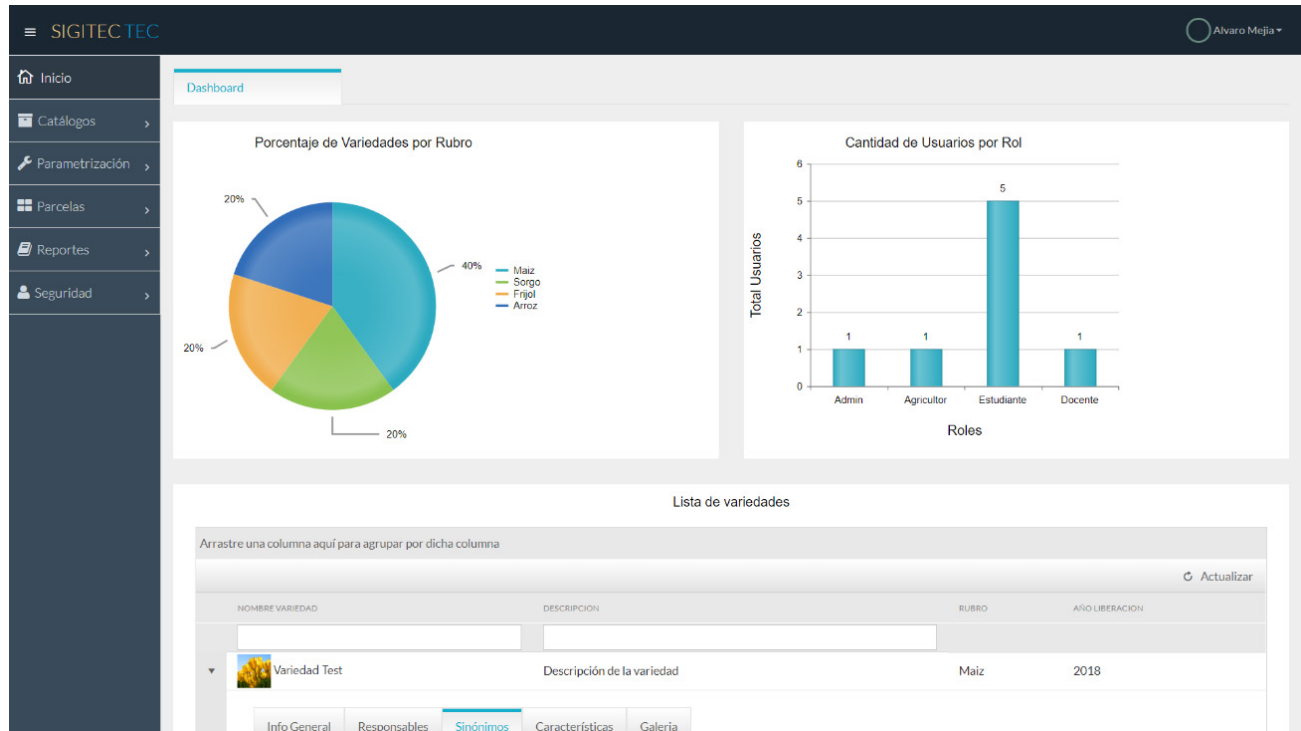 ≡ SIGITEC TEC
Alvaro Mejia
Inicio
Catálogos
Parametrización
Parcelas
Reportes
Seguridad
Dashboard
Porcentaje de Variedades por Rubro
20%
40%
20%
20%
Maiz
Sorgo
Frijol
Arroz
Cantidad de Usuarios por Rol
Total Usuarios
6
5
4
3
2
1
0
1
1
5
1
Admin Agricultor Estudiante Docente
Roles
Lista de variedades
Arrastre una columna aquí para agrupar por dicha columna
Actualizar
NOMBRE VARIEDAD DESCRIPCION RUBRO AÑO LIBERACION
Variedad Test Descripción de la variedad Maiz 2018
Info General Responsables Sinónimos Características Galeria